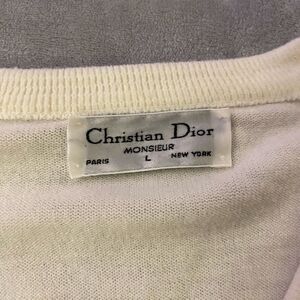 Christian Dior
MONSIEUR
PARIS L NEW YORK